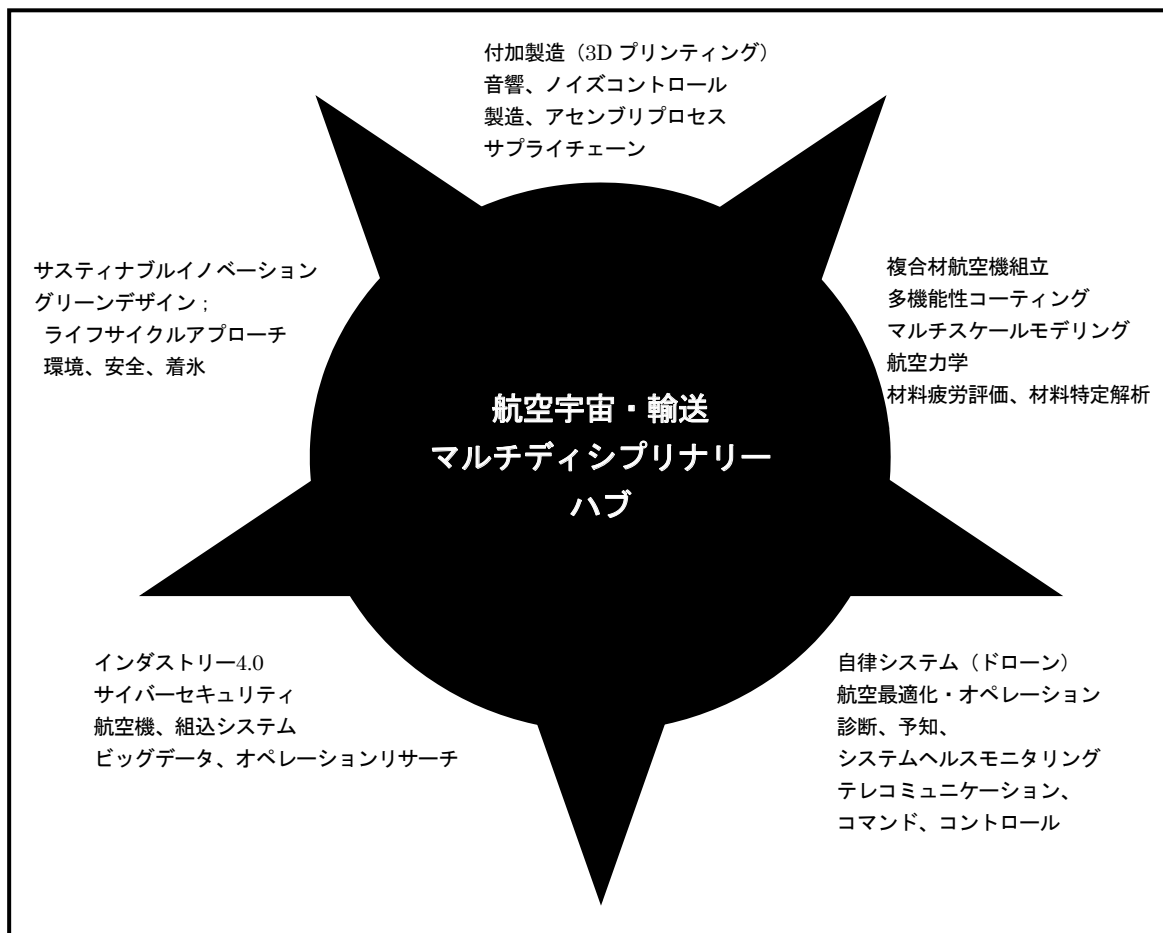 付加製造（3D プリンティング）
音響、ノイズコントロール
製造、アセンブリプロセス
サプライチェーン
サスティナブルイノベーション
グリーンデザイン；
ライフサイクルアプローチ
環境、安全、着氷
複合材航空機組立
多機能性コーティング
マルチスケールモデリング
航空力学
材料疲労評価、材料特定解析
航空宇宙・輸送
マルチディシプリナリー
ハブ
インダストリー4.0
サイバーセキュリティ
航空機、組込システム
ビッグデータ、オペレーションリサーチ
自律システム（ドローン）
航空最適化・オペレーション
診断、予知、
システムヘルスモニタリング
テレコミュニケーション、
コマンド、コントロール